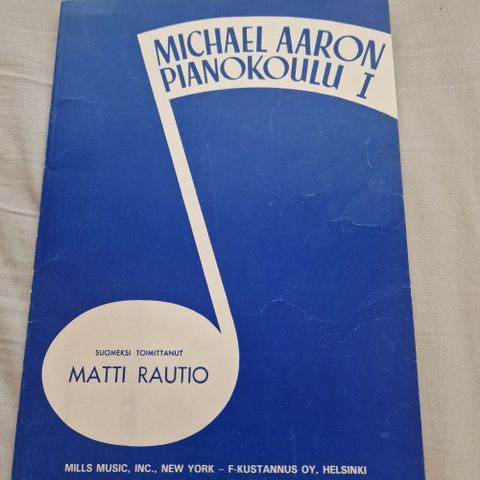 MICHAEL AARON
PIANOKOULU I
SUOMEKSI TOIMITTANUT
MATTI RAUTIO
MILLS MUSIC, INC., NEW YORK – F-KUSTANNUS OY, HELSINKI